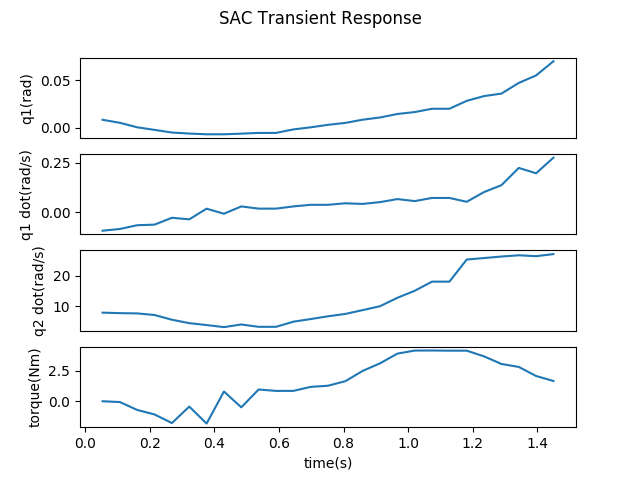 SAC Transient Response
q1(rad)
0.05
0.00
q1 dot(rad/s)
0.25
0.00
q2 dot(rad/s)
20
10
torque(Nm)
2.5
0.0
0.0 0.2 0.4 0.6 0.8 1.0 1.2 1.4
time(s)